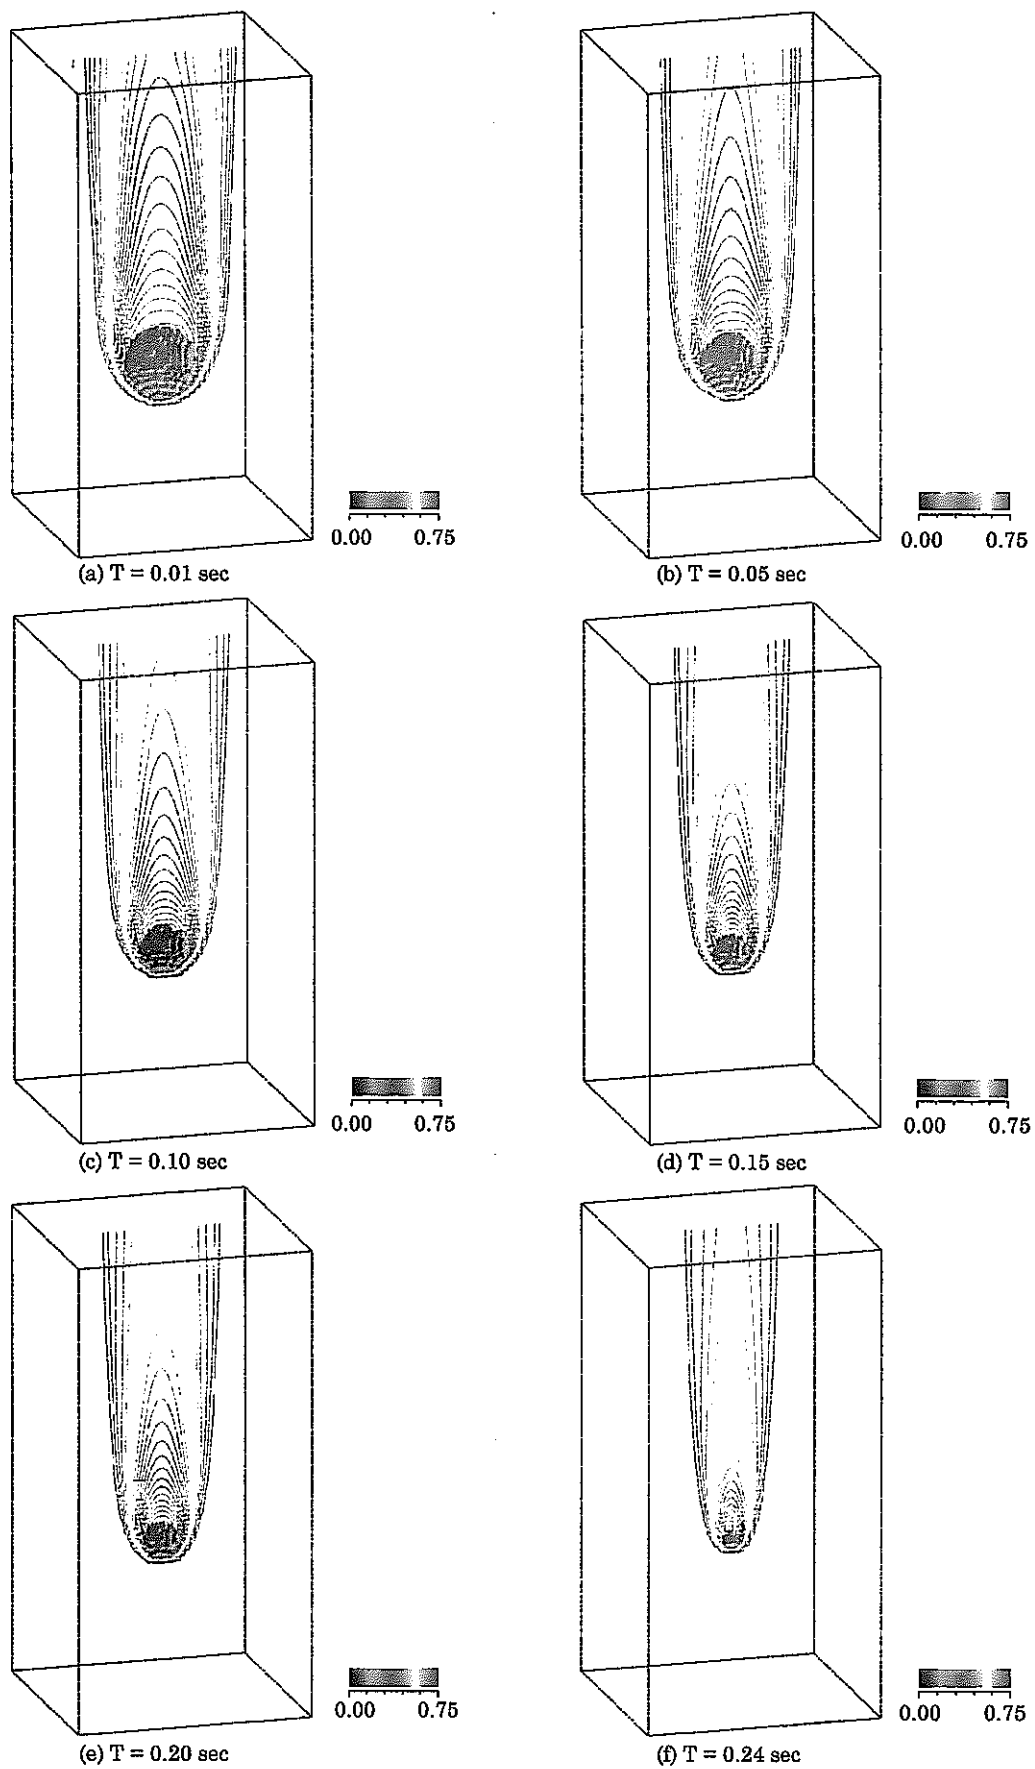 0.00 0.75
0.00 0.75
(a) T = 0.01 sec
(b) T = 0.05 sec
0.00 0.75
0.00 0.75
(c) T = 0.10 sec
(d) T = 0.15 sec
0.00 0.75
0.00 0.75
(e) T = 0.20 sec
(f) T = 0.24 sec